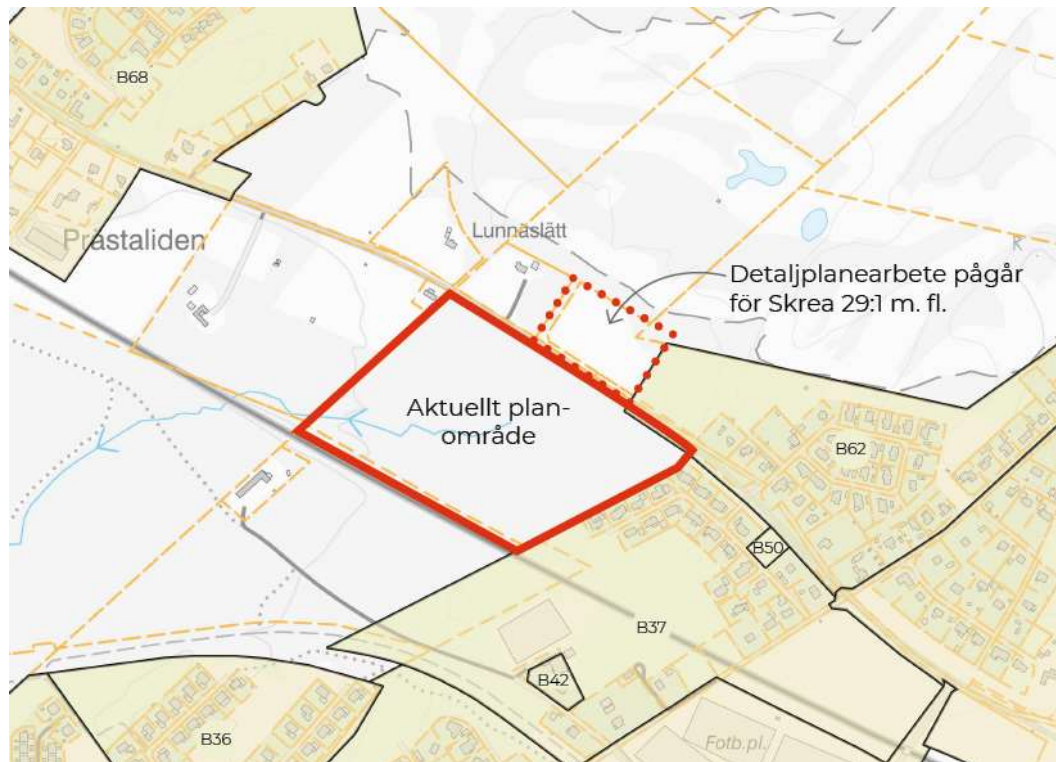 B68
Prästaliden
Lunnaslätt
Detaljplanearbete pågår
för Skrea 29:1 m. fl.
Aktuellt plan-
område
B62
B50
B37
B42
B36
Fotb.pl.
K